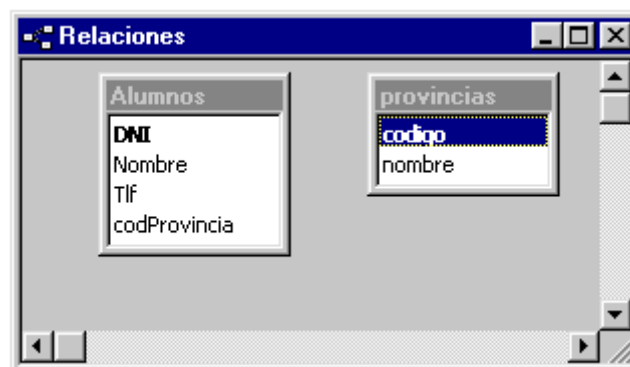 Relaciones
Alumnos
DNI
Nombre
Tlf
codProvincia
provincias
codigo
nombre